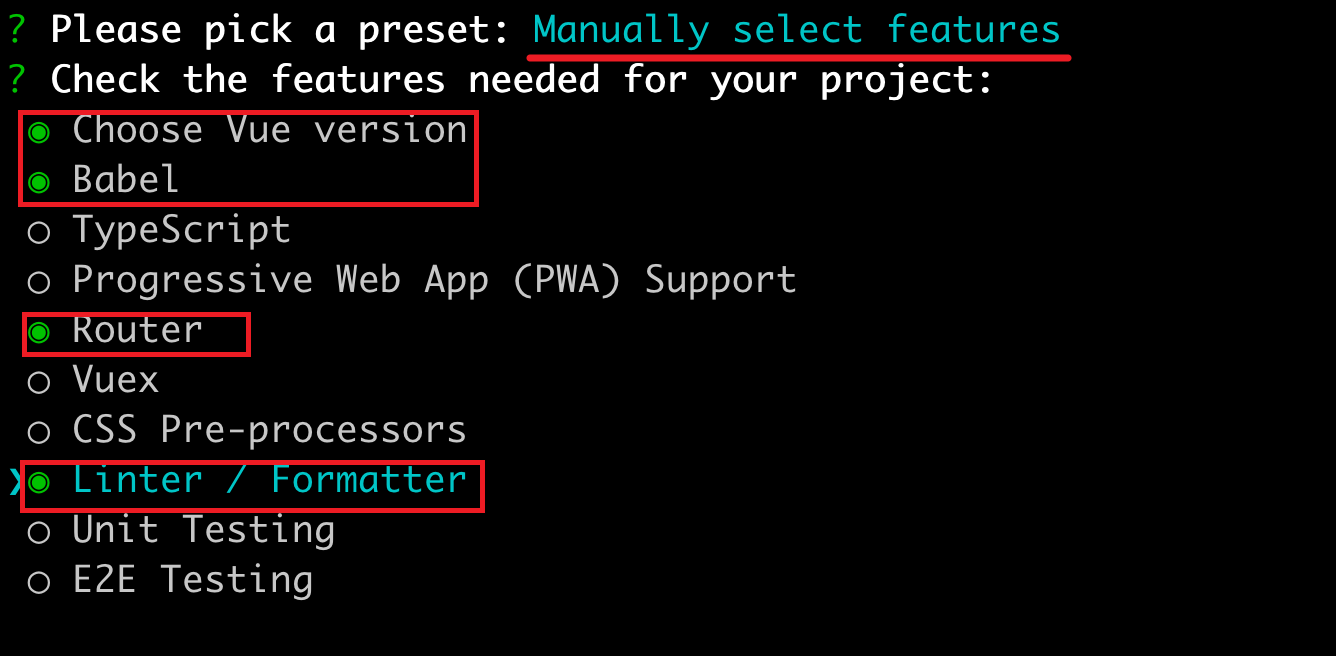 ? Please pick a preset: Manually select features
? Check the features needed for your project:
◉ Choose Vue version
◉ Babel
◯ TypeScript
◯ Progressive Web App (PWA) Support
◉ Router
◯ Vuex
◯ CSS Pre-processors
❯◉ Linter / Formatter
◯ Unit Testing
◯ E2E Testing